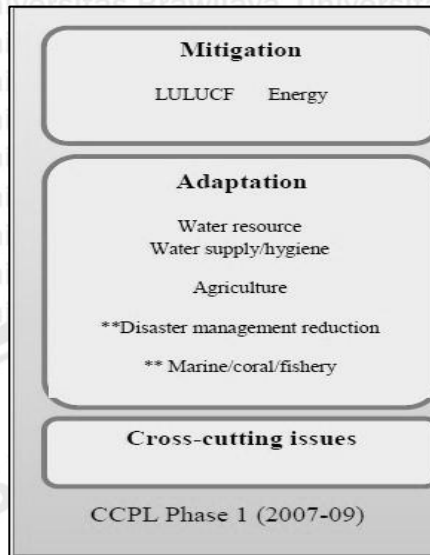 Mitigation
LULUCF Energy
Adaptation
Water resource
Water supply/hygiene
Agriculture
**Disaster management reduction
** Marine/coral/fishery
Cross-cutting issues
CCPL Phase 1 (2007-09)